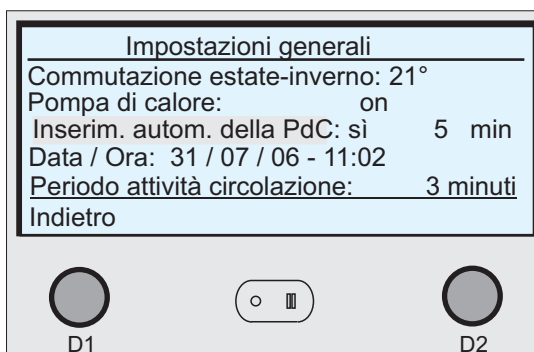 Impostazioni generali
Commutazione estate-inverno: 21°
Pompa di calore: on
Inserim. autom. della PdC: sì 5 min
Data / Ora: 31 / 07 / 06 - 11:02
Periodo attività circolazione: 3 minuti
Indietro
D1 D2